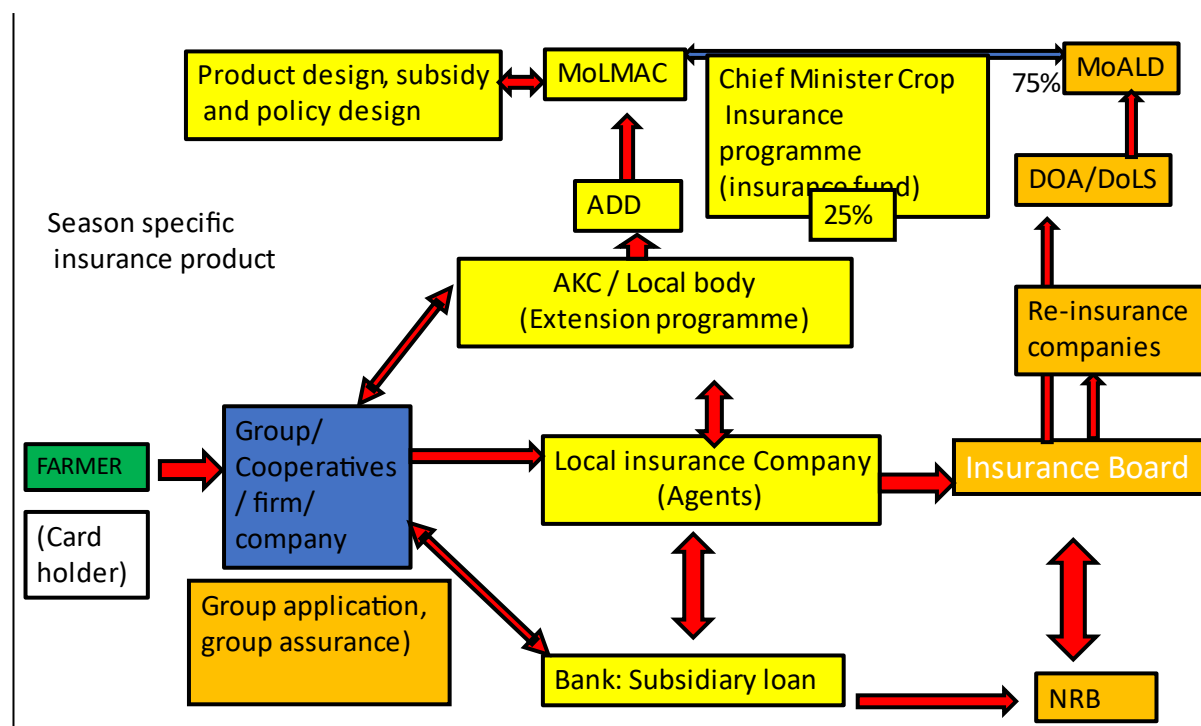 Product design, subsidy
and policy design
MoLMAC
Chief Minister Crop
Insurance
programme
(insurance fund)
25%
75%
MoALD
DOA/DoLS
ADD
Season specific
insurance product
AKC / Local body
(Extension programme)
Re-insurance
companies
FARMER
(Card
holder)
Group/
Cooperatives
/ firm/
company
Local insurance Company
(Agents)
Insurance Board
Group application,
group assurance)
Bank: Subsidiary loan
NRB